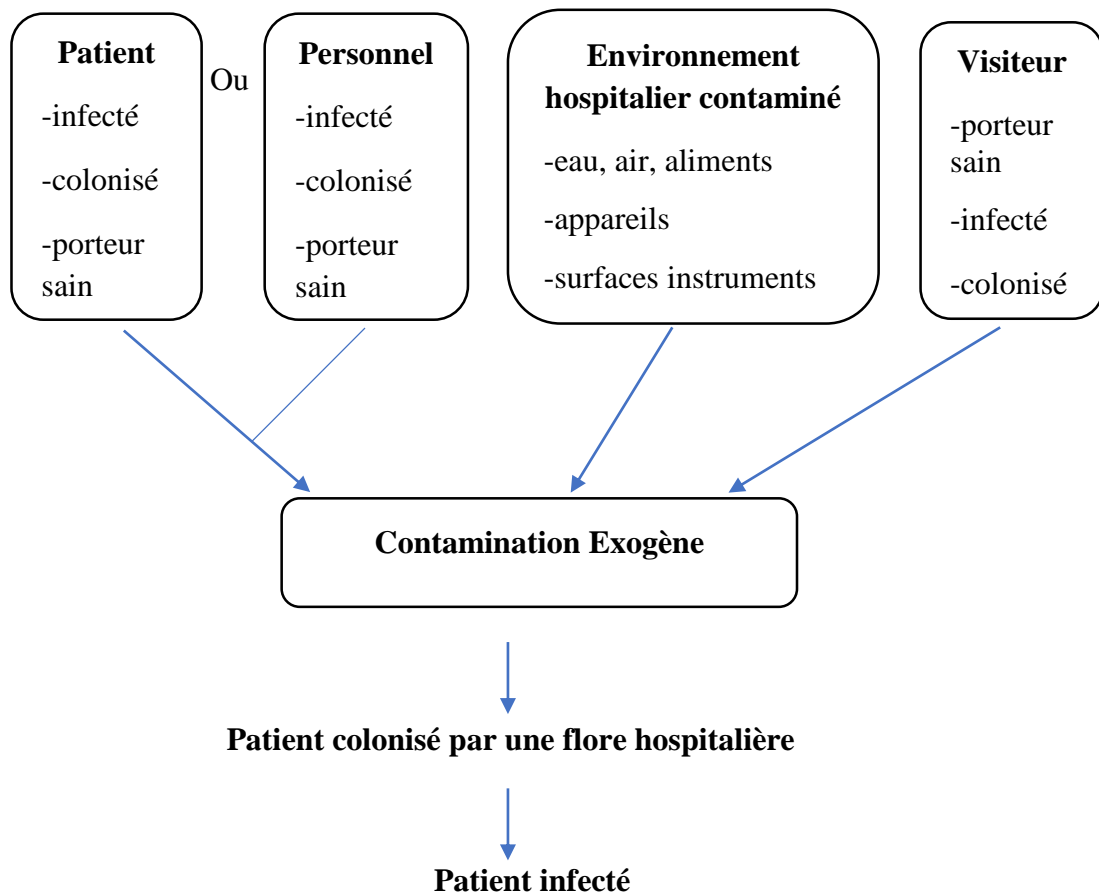 Patient
-infecté
-colonisé
-porteur
sain
Ou
Personnel
-infecté
-colonisé
-porteur
sain
Environnement
hospitalier contaminé
-eau, air, aliments
-appareils
-surfaces instruments
Visiteur
-porteur
sain
-infecté
-colonisé
Contamination Exogène
Patient colonisé par une flore hospitalière
Patient infecté